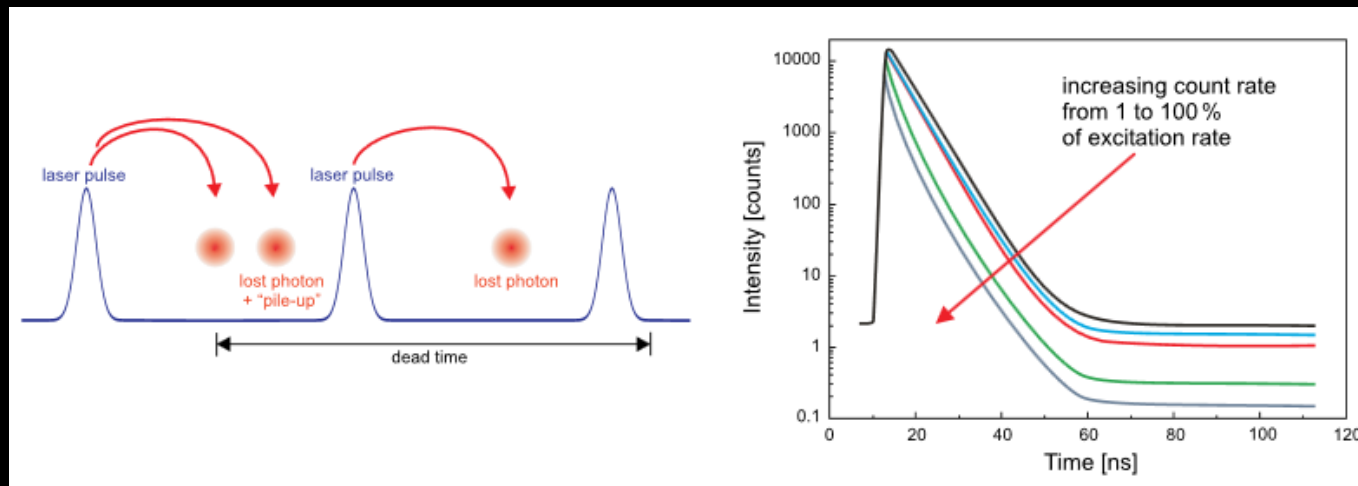 laser pulse
laser pulse
lost photon
+ "pile-up"
lost photon
dead time
Intensity [counts]
10000
1000
100
10
1
0.1
increasing count rate
from 1 to 100 %
of excitation rate
0
20
40
60
80
100
120
Time [ns]